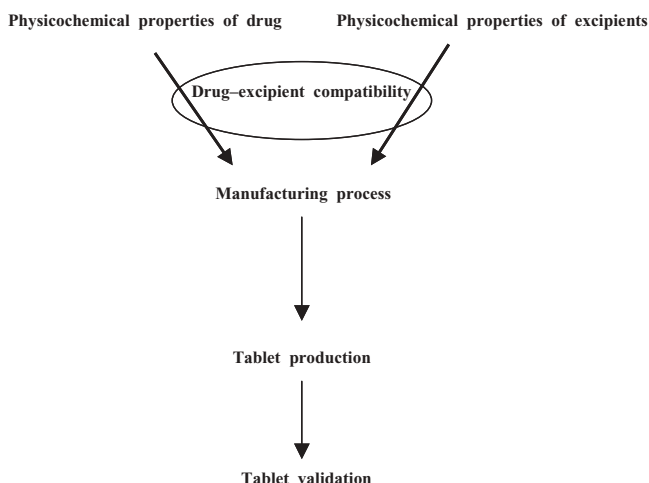 Physicochemical properties of drug
Physicochemical properties of excipients
Drug–excipient compatibility
Manufacturing process
Tablet production
Tablet validation